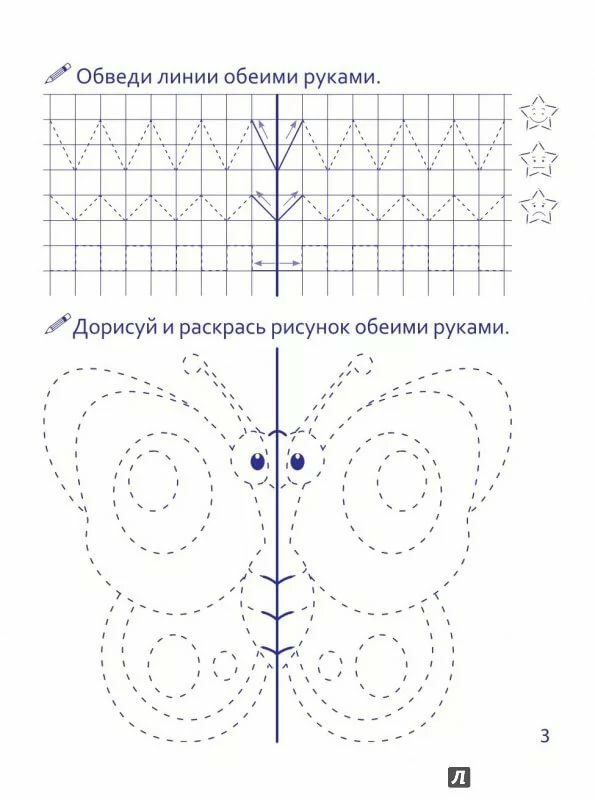 Обведи линии обеими руками.
Дорисуй и раскрась рисунок обеими руками.
3
Л